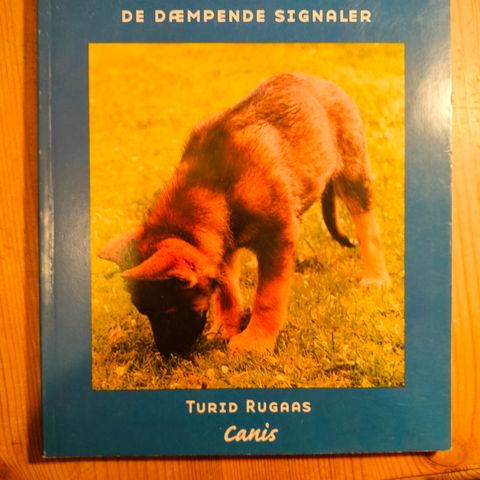 DE DÆMPENDE SIGNALER
TURID RUGAAS
Canis